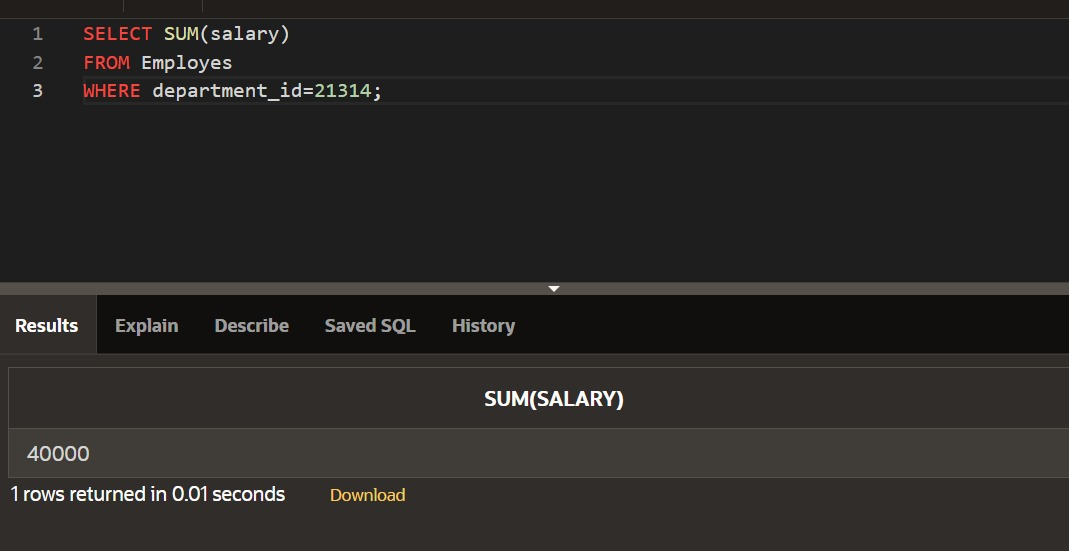 1 SELECT SUM(salary)
2 FROM Employes
3 WHERE department_id=21314;
Results Explain Describe Saved SQL History
SUM(SALARY)
40000
1 rows returned in 0.01 seconds Download